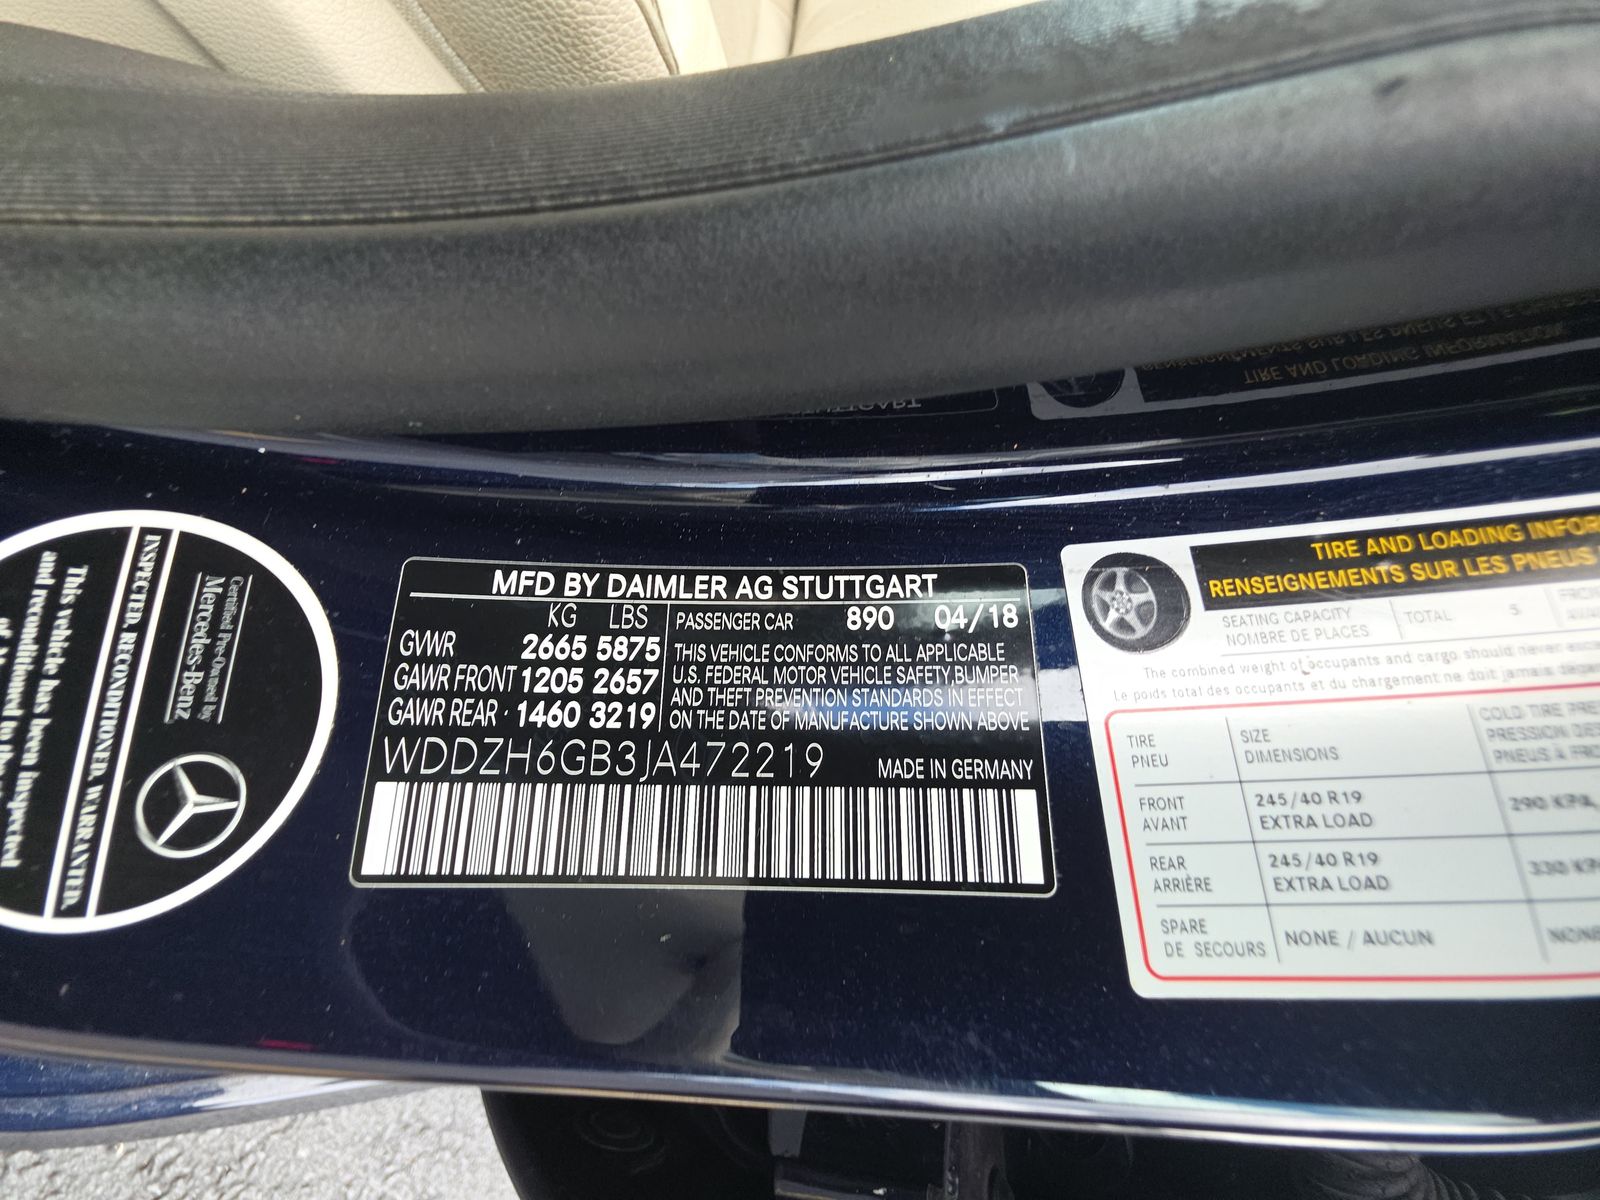 This vehicle has been inspected
and reconditioned to the
INSPECTED. RECONDITIONED. WARRANTED.
Certified Pre-Owned by
Mercedes-Benz
MFD BY DAIMLER AG STUTTGART
KG LBS
GVWR 2665 5875
GAWR FRONT 1205 2657
GAWR REAR 1460 3219
PASSENGER CAR 890 04/18
THIS VEHICLE CONFORMS TO ALL APPLICABLE
U.S. FEDERAL MOTOR VEHICLE SAFETY,BUMPER
AND THEFT PREVENTION STANDARDS IN EFFECT
ON THE DATE OF MANUFACTURE SHOWN ABOVE
WDDZH6GB3JA472219
MADE IN GERMANY
TIRE AND LOADING INFOR
RENSEIGNEMENTS SUR LES PNEUS
SEATING CAPACITY
NOMBRE DE PLACES
TOTAL 5
The combined weight of occupants and cargo should never
Le poids total des occupants et du chargement ne doit jamais
TIRE
PNEU
SIZE
DIMENSIONS
COLD TIRE
PNEUS À
FRONT
AVANT
245/40 R19
EXTRA LOAD
290 KPA,
REAR
ARRIÈRE
245/40 R19
EXTRA LOAD
330 KPA
SPARE
DE SECOURS
NONE / AUCUN
NONE